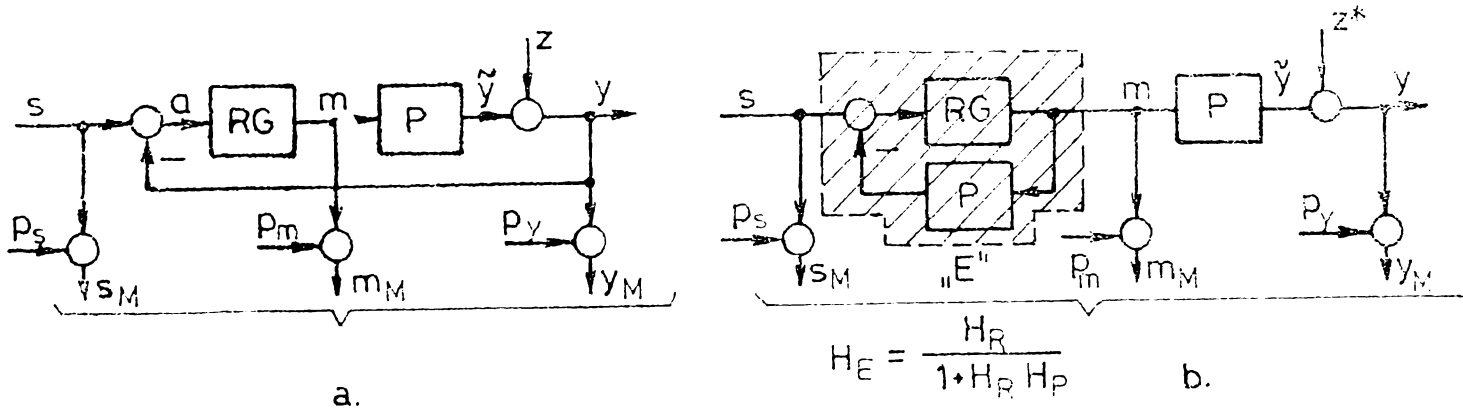 z
s
a
RG
m
P
ỹ
y
p_s
p_m
p_y
s_M
m_M
y_M
a.
z*
s
RG
m
P
ỹ
y
P
p_s
p_m
p_y
s_M
„E"
m_M
y_M
H_E = H_R / 1+H_R H_P
b.